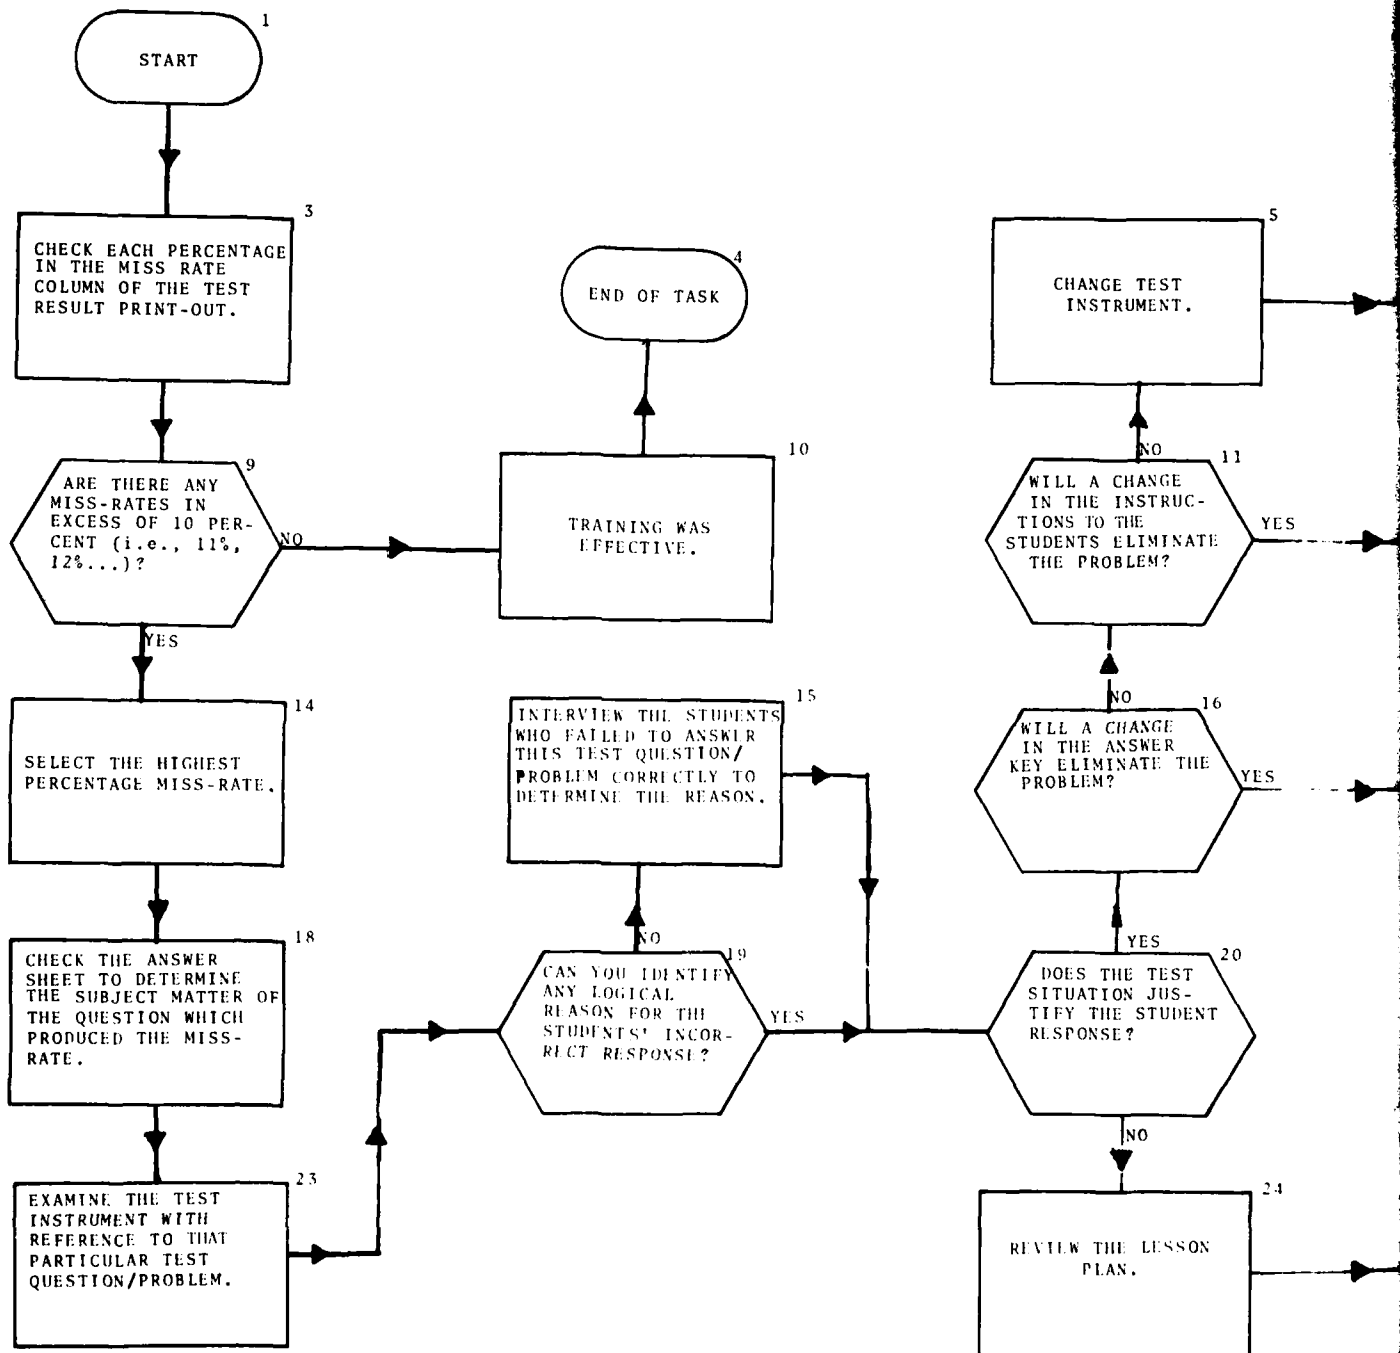 1
START
3
CHECK EACH PERCENTAGE
IN THE MISS RATE
COLUMN OF THE TEST
RESULT PRINT-OUT.
4
END OF TASK
5
CHANGE TEST
INSTRUMENT.
9
ARE THERE ANY
MISS-RATES IN
EXCESS OF 10 PER-
CENT (i.e., 11%,
12%...)?
NO
YES
10
TRAINING WAS
EFFECTIVE.
NO
11
WILL A CHANGE
IN THE INSTRUC-
TIONS TO THE
STUDENTS ELIMINATE
THE PROBLEM?
YES
14
SELECT THE HIGHEST
PERCENTAGE MISS-RATE.
15
INTERVIEW THE STUDENTS
WHO FAILED TO ANSWER
THIS TEST QUESTION/
PROBLEM CORRECTLY TO
DETERMINE THE REASON.
NO
16
WILL A CHANGE
IN THE ANSWER
KEY ELIMINATE THE
PROBLEM?
YES
18
CHECK THE ANSWER
SHEET TO DETERMINE
THE SUBJECT MATTER OF
THE QUESTION WHICH
PRODUCED THE MISS-
RATE.
NO
19
CAN YOU IDENTIFY
ANY LOGICAL
REASON FOR THE
STUDENTS' INCOR-
RECT RESPONSE?
YES
YES
20
DOES THE TEST
SITUATION JUS-
TIFY THE STUDENT
RESPONSE?
NO
23
EXAMINE THE TEST
INSTRUMENT WITH
REFERENCE TO THAT
PARTICULAR TEST
QUESTION/PROBLEM.
24
REVIEW THE LESSON
PLAN.